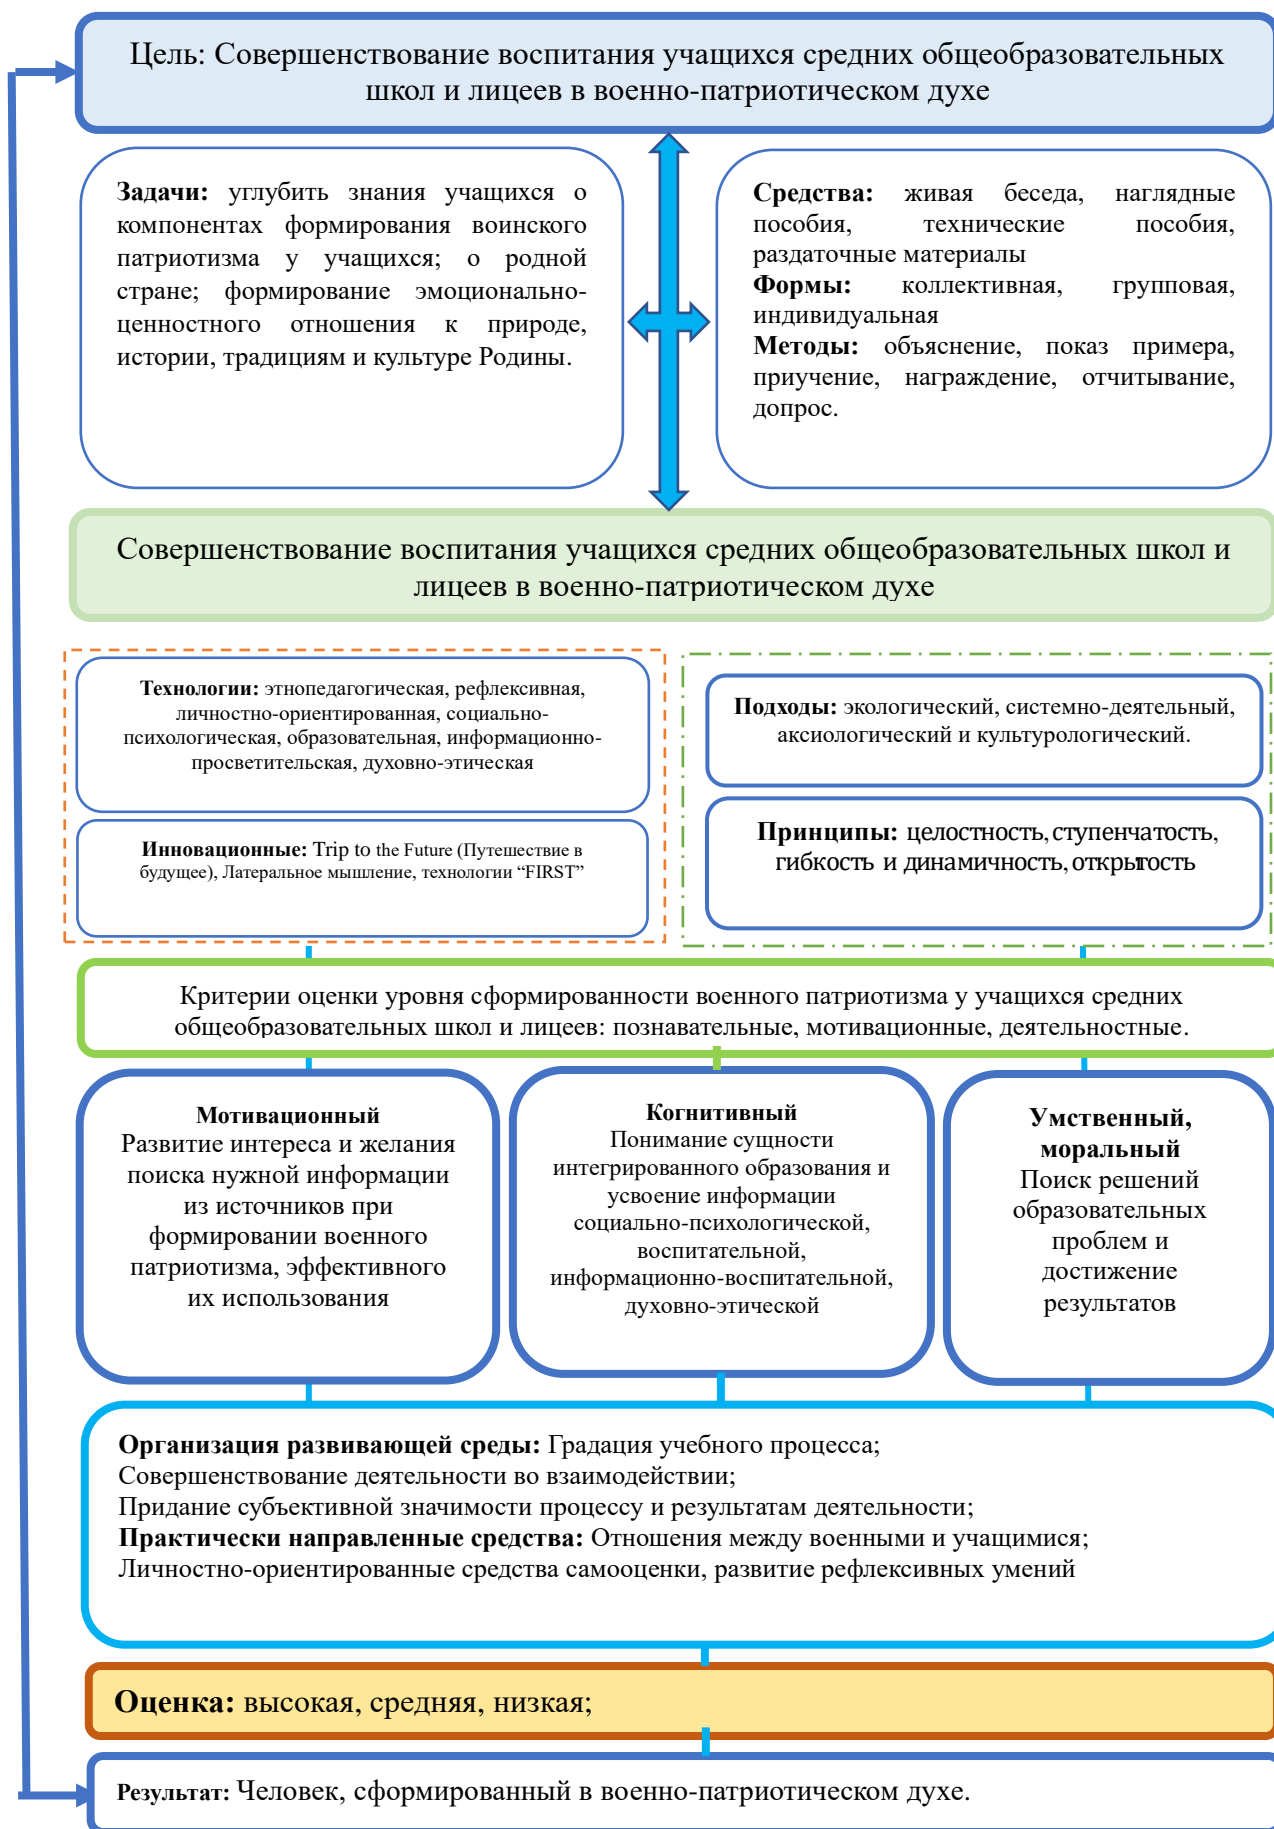 Цель: Совершенствование воспитания учащихся средних общеобразовательных
школ и лицеев в военно-патриотическом духе
Задачи: углубить знания учащихся о
компонентах формирования воинского
патриотизма у учащихся; о родной
стране; формирование эмоционально-
ценностного отношения к природе,
истории, традициям и культуре Родины.
Средства: живая беседа, наглядные
пособия, технические пособия,
раздаточные материалы
Формы: коллективная, групповая,
индивидуальная
Методы: объяснение, показ примера,
приучение, награждение, отчитывание,
допрос.
Совершенствование воспитания учащихся средних общеобразовательных школ и
лицеев в военно-патриотическом духе
Технологии: этнопедагогическая, рефлексивная,
личностно-ориентированная, социально-
психологическая, образовательная, информационно-
просветительская, духовно-этическая
Инновационные: Trip to the Future (Путешествие в
будущее), Латеральное мышление, технологии “FIRST”
Подходы: экологический, системно-деятельный,
аксиологический и культурологический.
Принципы: целостность, ступенчатость,
гибкость и динамичность, открытость
Критерии оценки уровня сформированности военного патриотизма у учащихся средних
общеобразовательных школ и лицеев: познавательные, мотивационные, деятельностные.
Мотивационный
Развитие интереса и желания
поиска нужной информации
из источников при
формировании военного
патриотизма, эффективного
их использования
Когнитивный
Понимание сущности
интегрированного образования и
усвоение информации
социально-психологической,
воспитательной,
информационно-воспитательной,
духовно-этической
Умственный,
моральный
Поиск решений
образовательных
проблем и
достижение
результатов
Организация развивающей среды: Градация учебного процесса;
Совершенствование деятельности во взаимодействии;
Придание субъективной значимости процессу и результатам деятельности;
Практически направленные средства: Отношения между военными и учащимися;
Личностно-ориентированные средства самооценки, развитие рефлексивных умений
Оценка: высокая, средняя, низкая;
Результат: Человек, сформированный в военно-патриотическом духе.